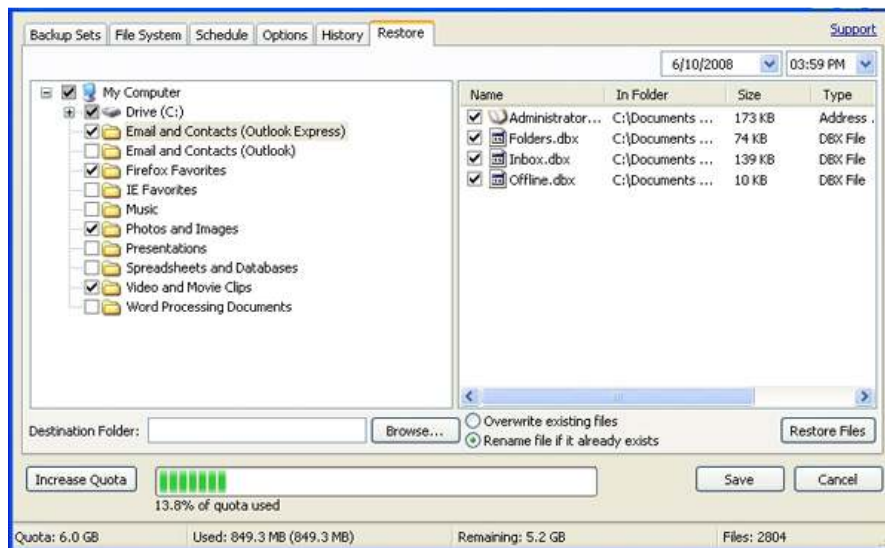 Backup Sets File System Schedule Options History Restore Support
6/10/2008 03:59 PM
My Computer
Drive (C:)
Email and Contacts (Outlook Express)
Email and Contacts (Outlook)
Firefox Favorites
IE Favorites
Music
Photos and Images
Presentations
Spreadsheets and Databases
Video and Movie Clips
Word Processing Documents
Name In Folder Size Type
Administrator... C:\Documents ... 173 KB Address .
Folders.dbx C:\Documents ... 74 KB DBX File
Inbox.dbx C:\Documents ... 139 KB DBX File
Offline.dbx C:\Documents ... 10 KB DBX File
Destination Folder: Browse...
Overwrite existing files
Rename file if it already exists
Restore Files
Increase Quota
13.8% of quota used
Save Cancel
Quota: 6.0 GB Used: 849.3 MB (849.3 MB) Remaining: 5.2 GB Files: 2804